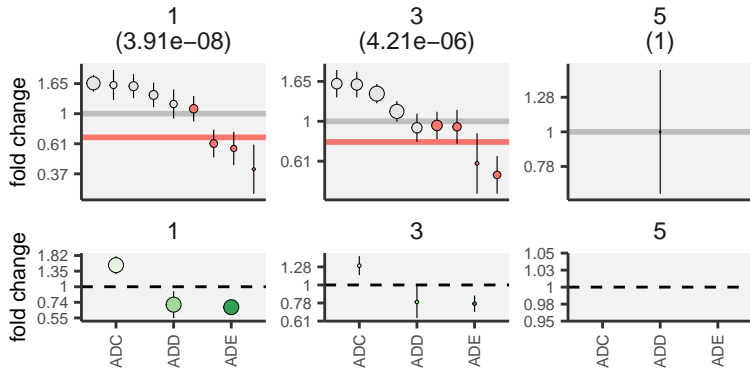 1
(3.91e−08)
3
(4.21e−06)
5
(1)
fold change
1.65
1
0.61
0.37
1.65
1
0.61
1.28
1
0.78
1
3
5
fold change
1.82
1.35
1
0.74
0.55
1.28
1
0.78
0.61
1.05
1.03
1
0.98
0.95
ADC
ADD
ADE
ADC
ADD
ADE
ADC
ADD
ADE